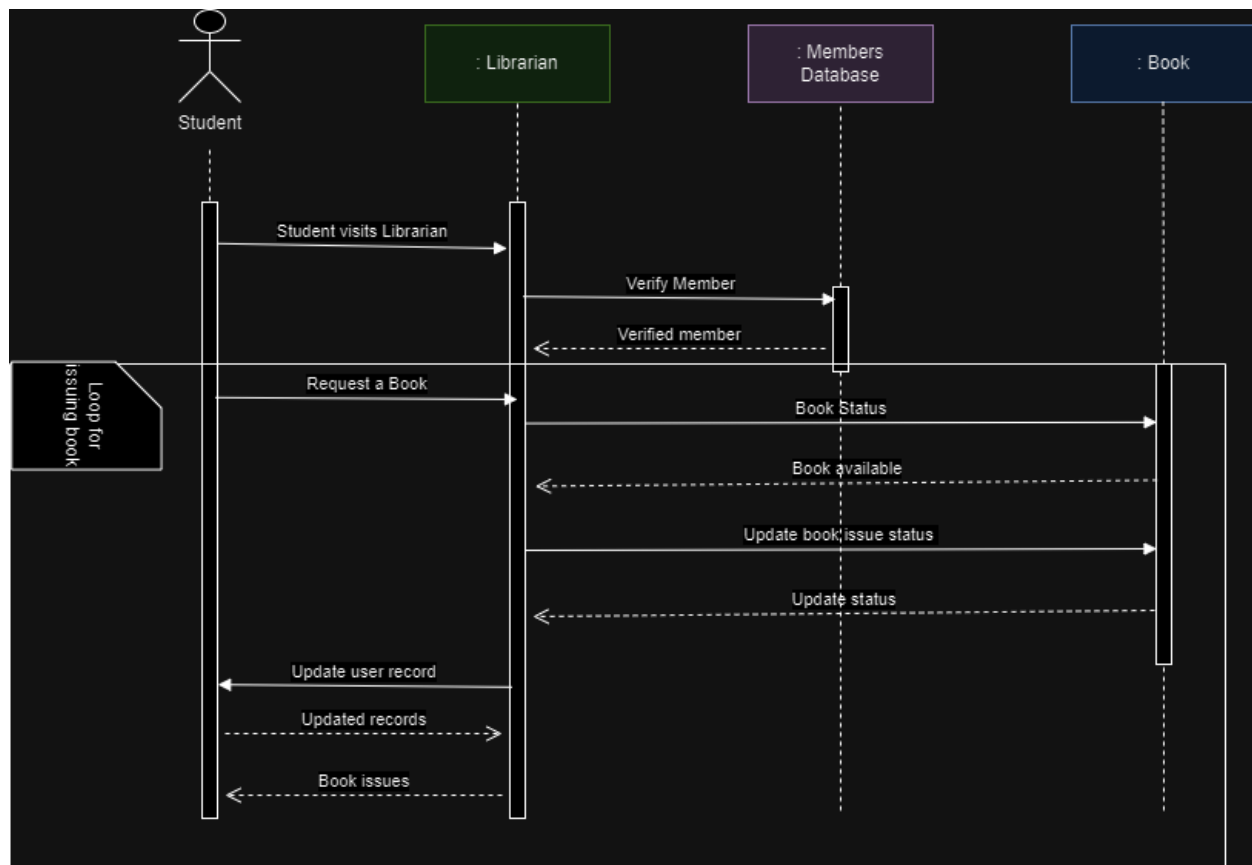 Student
: Librarian
: Members
Database
: Book
Student visits Librarian
Verify Member
Verified member
Loop for
issuing book
Request a Book
Book Status
Book available
Update book issue status
Update status
Update user record
Updated records
Book issues